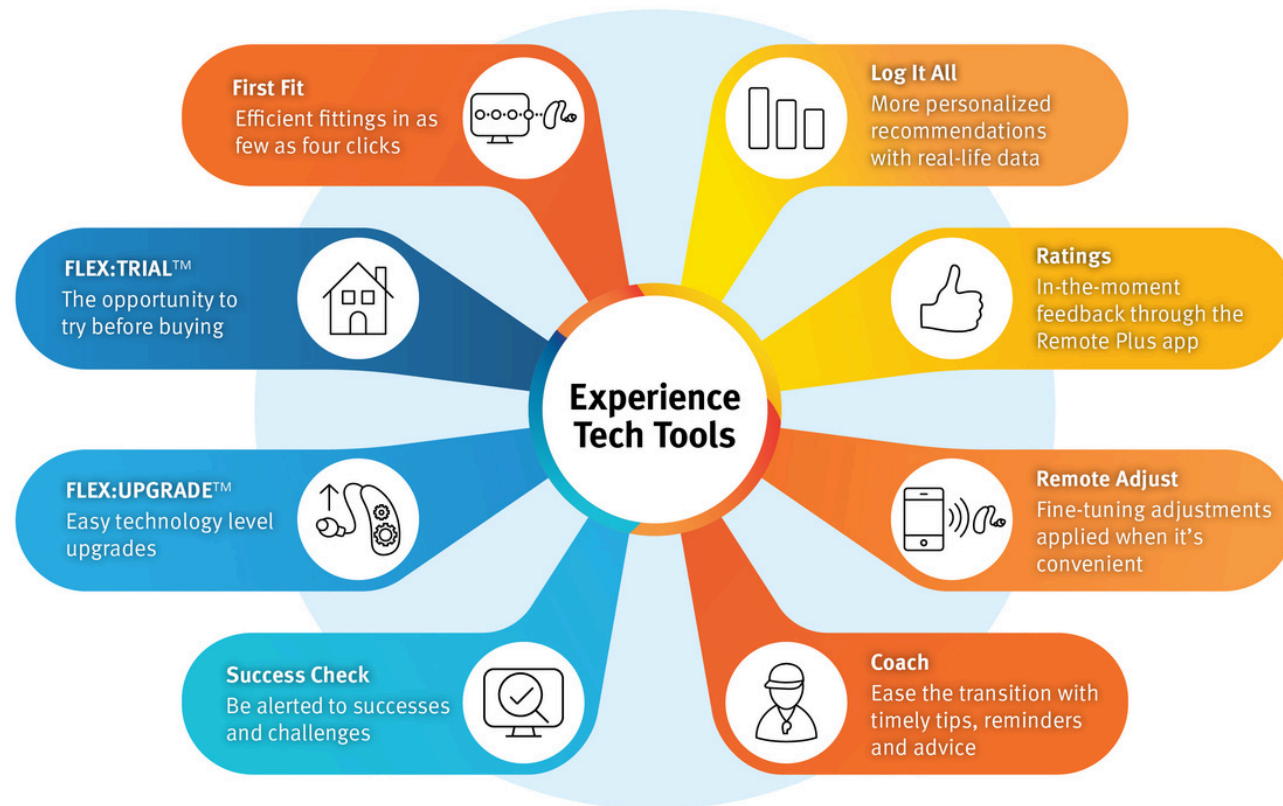 First Fit
Efficient fittings in as
few as four clicks
Log It All
More personalized
recommendations
with real-life data
FLEX:TRIAL™
The opportunity to
try before buying
Ratings
In-the-moment
feedback through the
Remote Plus app
Experience
Tech Tools
FLEX:UPGRADE™
Easy technology level
upgrades
Remote Adjust
Fine-tuning adjustments
applied when it's
convenient
Success Check
Be alerted to successes
and challenges
Coach
Ease the transition with
timely tips, reminders
and advice